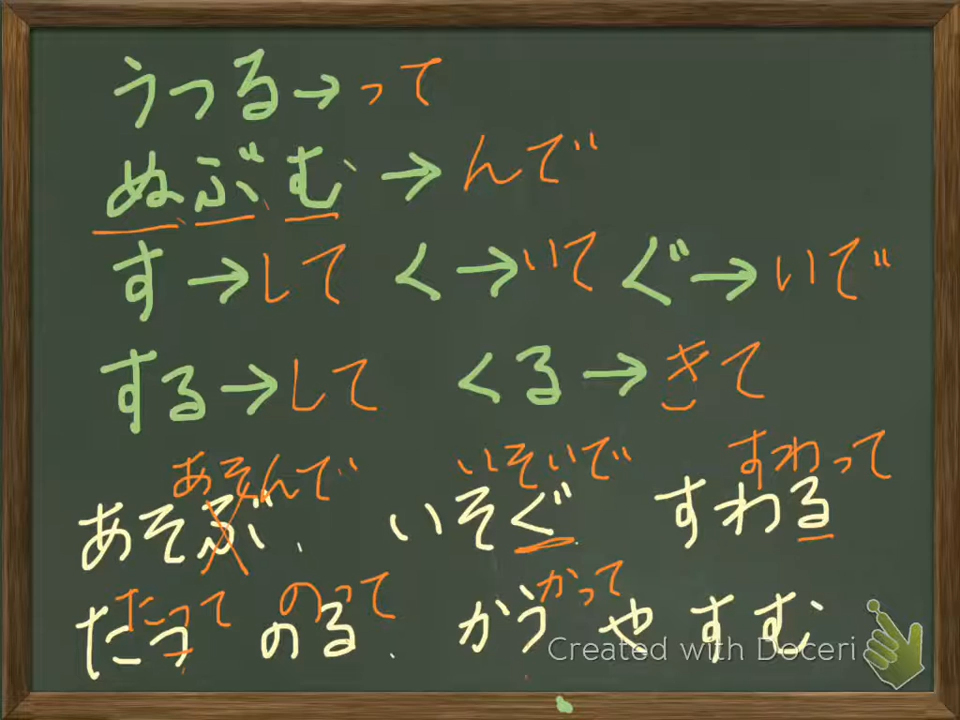 うつる→って
ぬぶむ→んで
す→して く→いて ぐ→いで
する→して くる→きて
あそんで いそいで すわって
あそぶ いそぐ すわる
たって のって かって
たつ のる かう やすむ
Created with Doceri